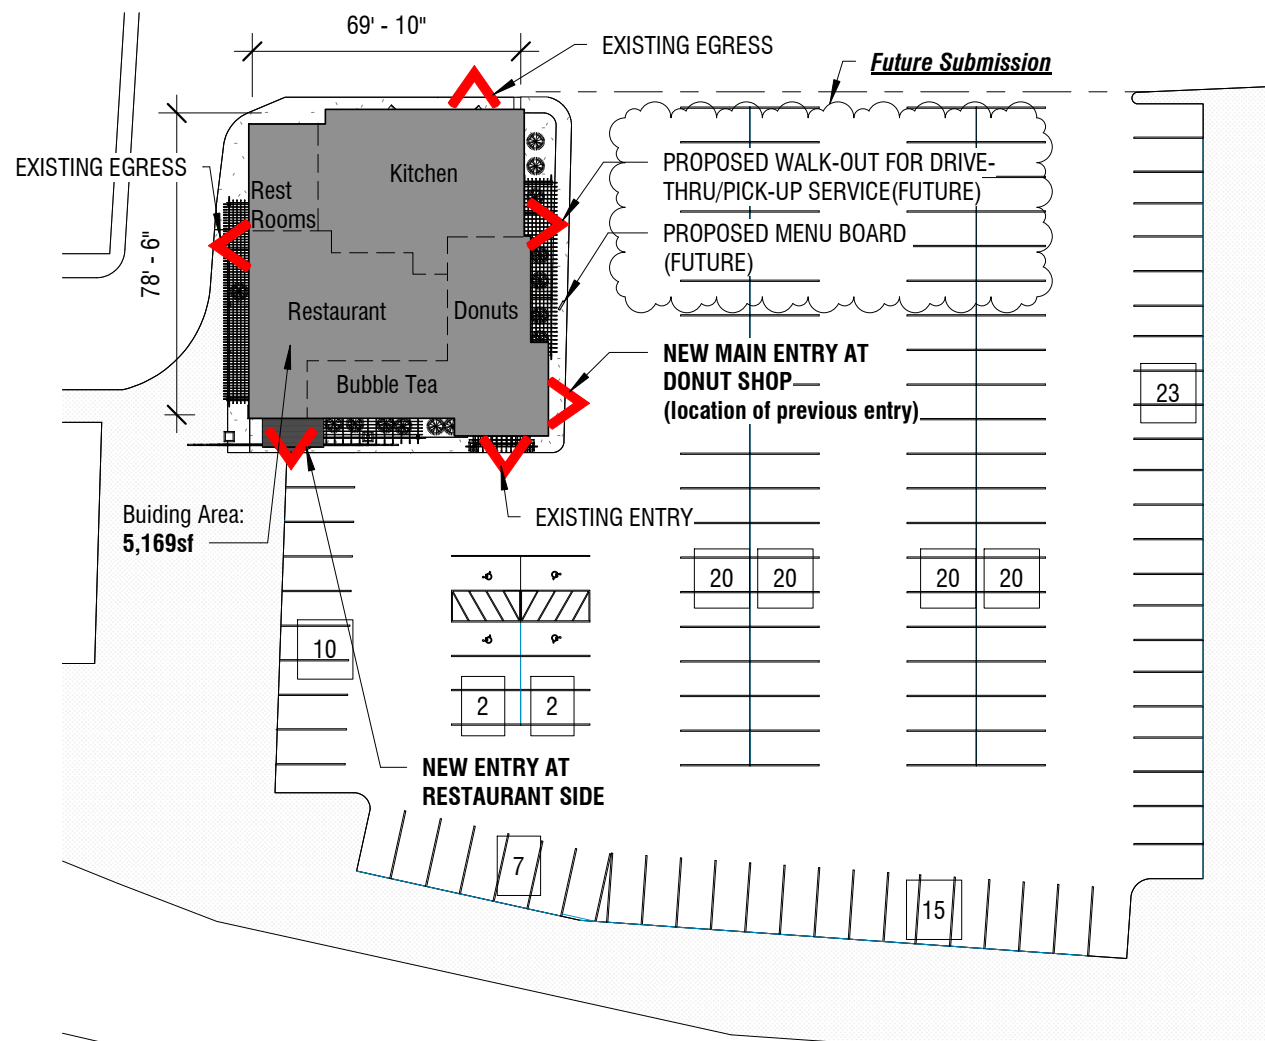 69' - 10"
EXISTING EGRESS
Future Submission
EXISTING EGRESS
78' - 6"
Kitchen
Rest
Rooms
PROPOSED WALK-OUT FOR DRIVE-
THRU/PICK-UP SERVICE(FUTURE)
PROPOSED MENU BOARD
(FUTURE)
Restaurant
Donuts
Bubble Tea
NEW MAIN ENTRY AT
DONUT SHOP
(location of previous entry)
23
Buiding Area:
5,169sf
EXISTING ENTRY
20
20
20
20
10
2
2
NEW ENTRY AT
RESTAURANT SIDE
7
15